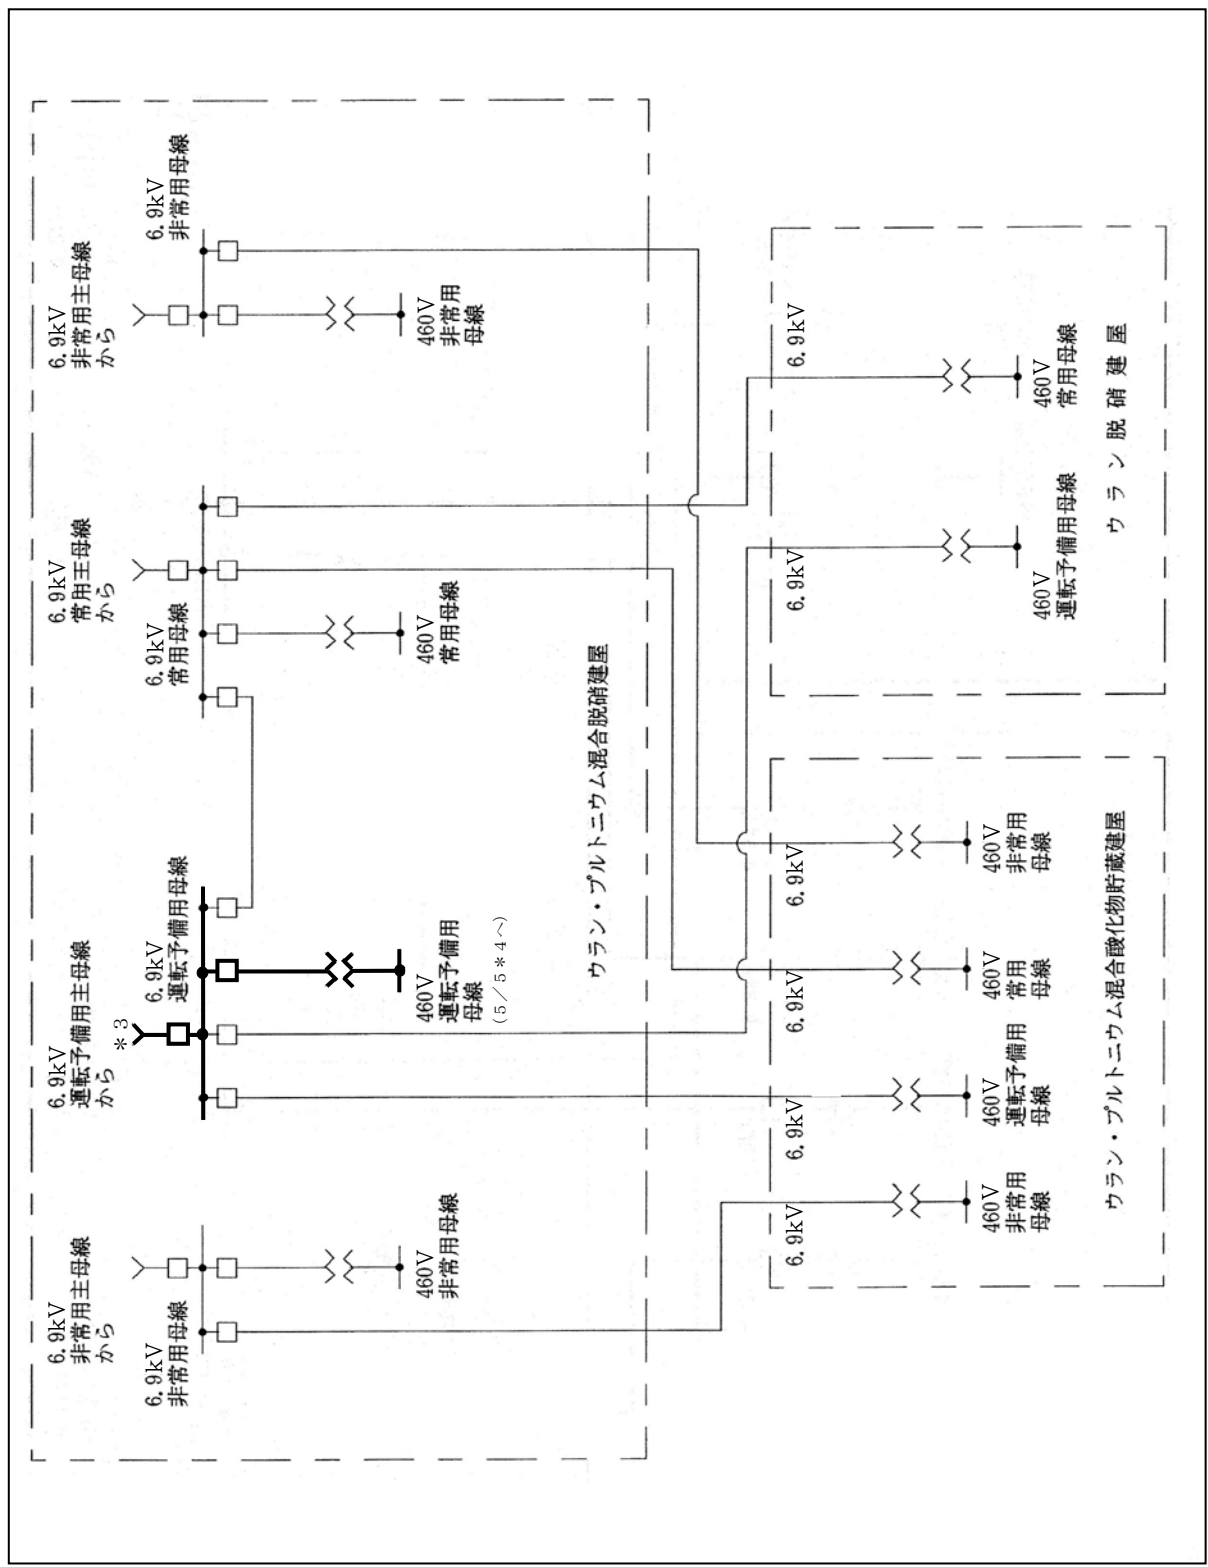 6.9kV
非常用主母線
から
6.9kV
非常用母線
460V
非常用母線
6.9kV
運転予備用主母線
から
*3
6.9kV
運転予備用母線
460V
運転予備用
母線
(5/5*4へ)
6.9kV
常用主母線
から
6.9kV
常用母線
460V
常用母線
6.9kV
非常用主母線
から
6.9kV
非常用母線
460V
非常用
母線
ウラン・プルトニウム混合脱硝建屋
6.9kV
460V
非常用
母線
6.9kV
460V
運転予備用
母線
6.9kV
460V
常用
母線
6.9kV
460V
非常用
母線
ウラン・プルトニウム混合酸化物貯蔵建屋
6.9kV
460V
運転予備用母線
6.9kV
460V
常用母線
ウラン脱硝建屋